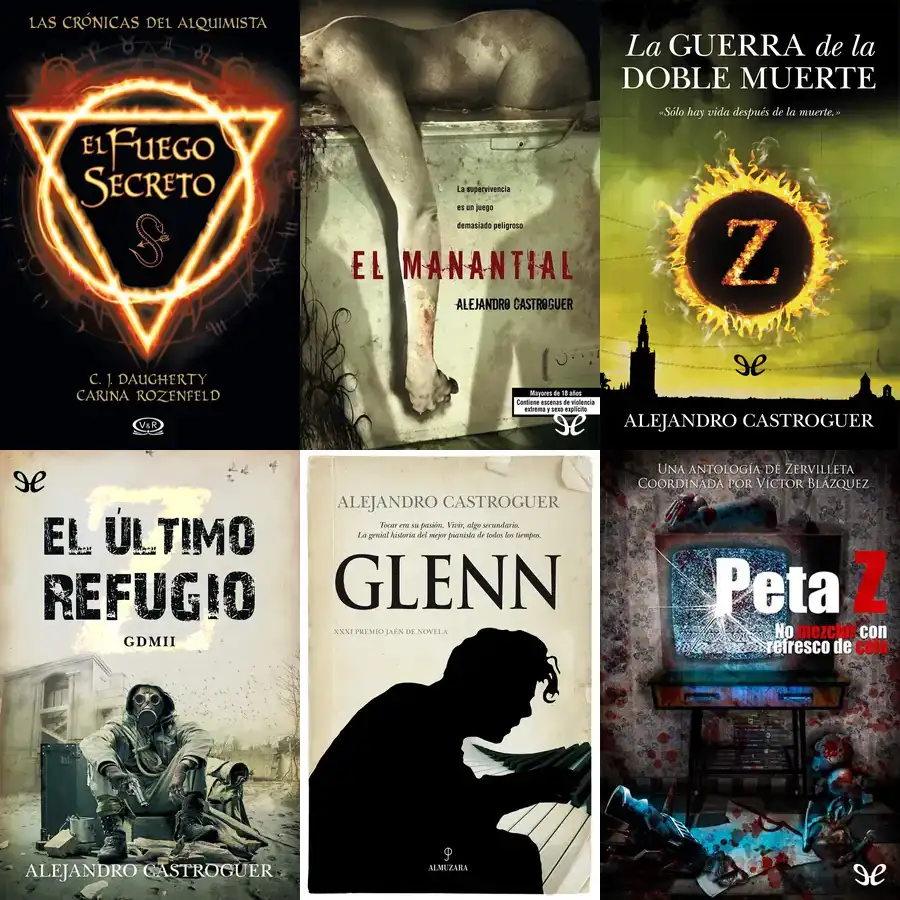 LAS CRÓNICAS DEL ALQUIMISTA
EL FUEGO
SECRETO
C. J. DAUGHERTY
CARINA ROZENFELD
V&R
La supervivencia
es un juego
demasiado peligroso
EL MANANTIAL
ALEJANDRO CASTROGUER
Mayores de 18 años
Contiene escenas de violencia
extrema y sexo explícito
La GUERRA de la
DOBLE MUERTE
«Sólo hay vida después de la muerte.»
Z
ALEJANDRO CASTROGUER
Z
EL ÚLTIMO
REFUGIO
GDMII
ALEJANDRO CASTROGUER
ALEJANDRO CASTROGUER
Tocar era su pasión. Vivir, algo secundario.
La genial historia del mejor pianista de todos los tiempos.
GLENN
XXXI PREMIO JAÉN DE NOVELA
ALMUZARA
UNA ANTOLOGÍA DE ZERVILLETA
COORDINADA POR VÍCTOR BLÁZQUEZ
Peta Z
No mezclar con
refresco de cola